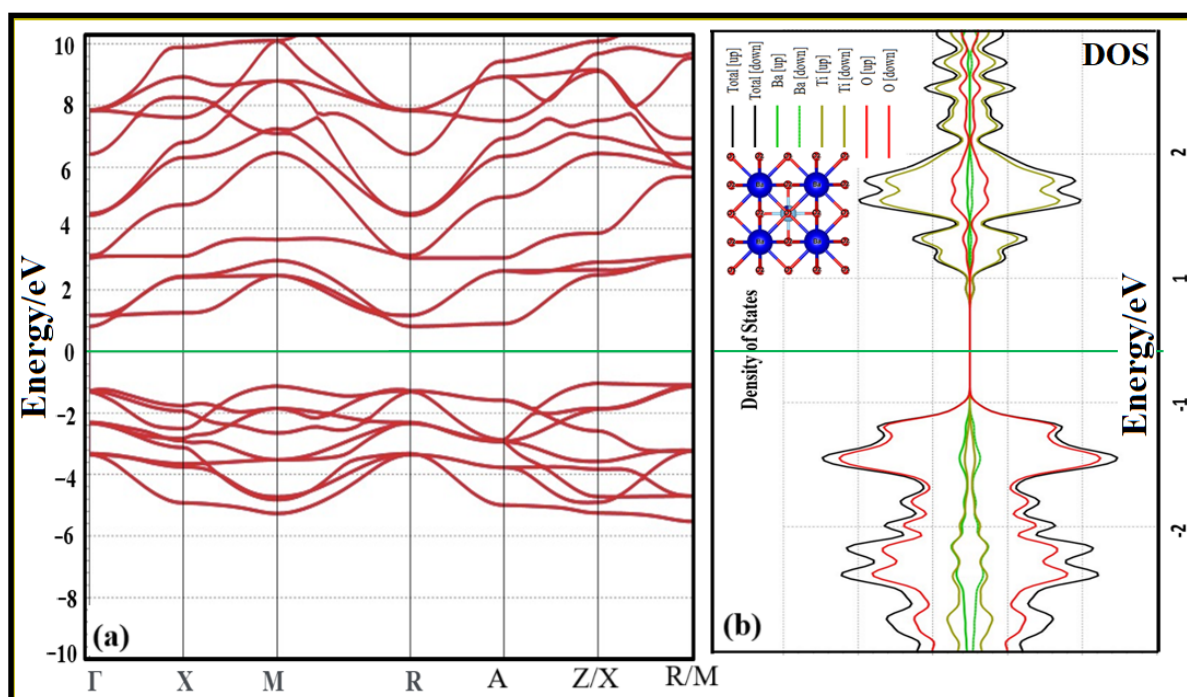 Energy/eV
10
8
6
4
2
0
−2
−4
−6
−8
−10
(a)
Γ
X
M
R
A
Z/X
R/M
DOS
Total [up]
Total [down]
Ba [up]
Ba [down]
Ti [up]
Ti [down]
O [up]
O [down]
Density of States
2
1
-1
-2
Energy/eV
(b)